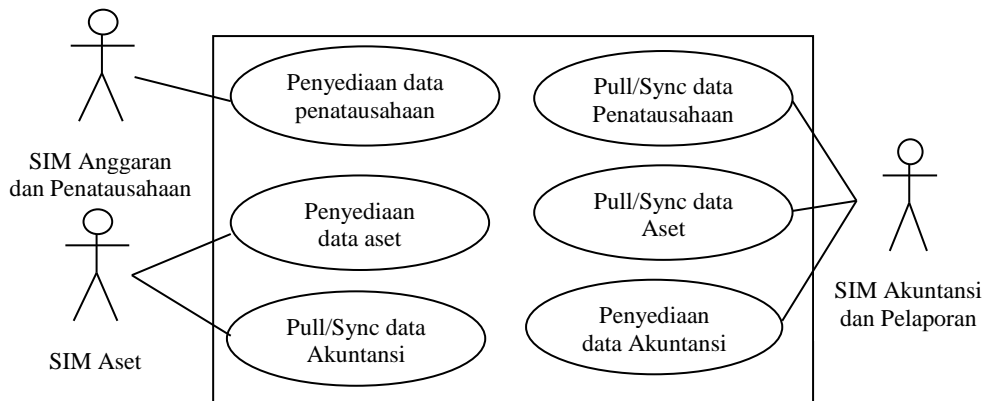 SIM Anggaran
dan Penatausahaan
SIM Aset
Penyediaan data
penatausahaan
Penyediaan
data aset
Pull/Sync data
Akuntansi
Pull/Sync data
Penatausahaan
Pull/Sync data
Aset
Penyediaan
data Akuntansi
SIM Akuntansi
dan Pelaporan